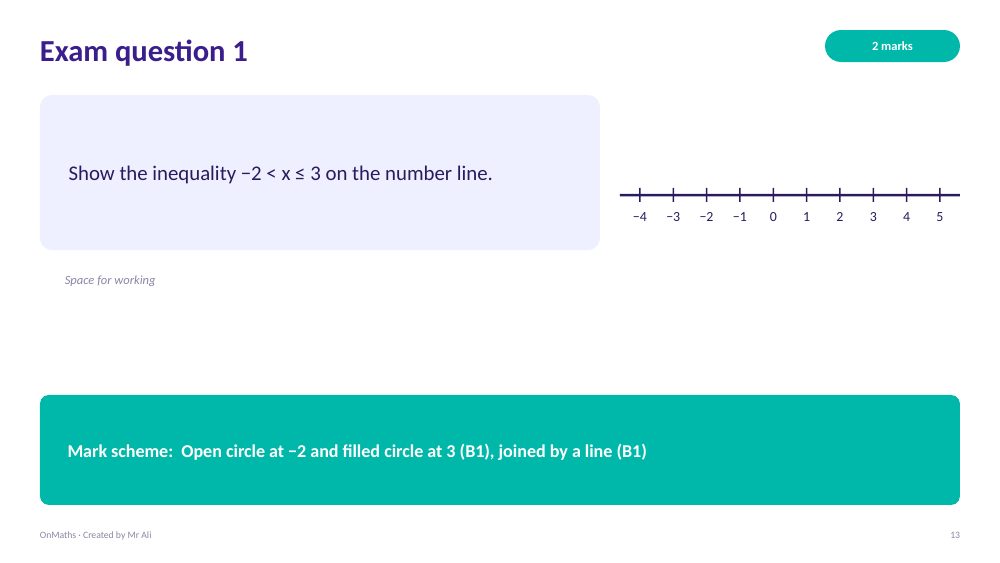 Exam question 1
2 marks
Show the inequality −2 < x ≤ 3 on the number line.
−4 −3 −2 −1 0 1 2 3 4 5
Space for working
Mark scheme:  Open circle at −2 and filled circle at 3 (B1), joined by a line (B1)
OnMaths · Created by Mr Ali
13